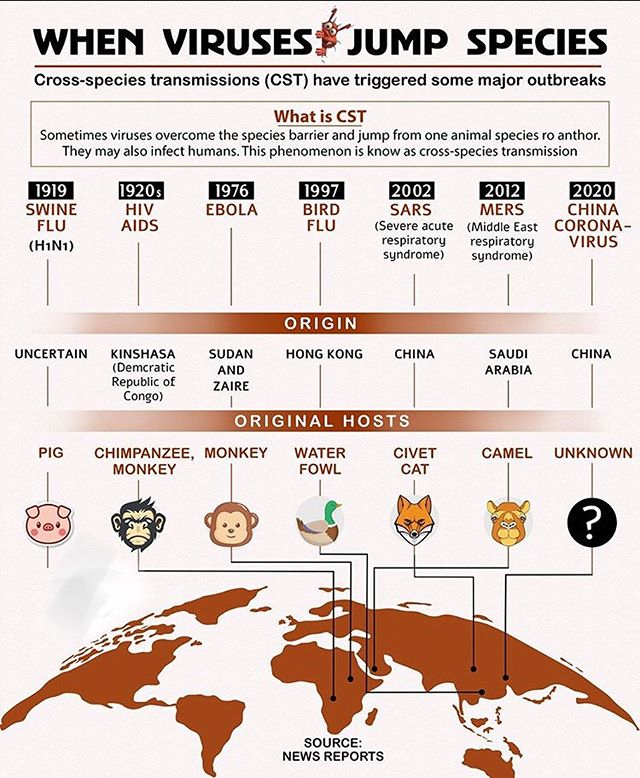 WHEN VIRUSES JUMP SPECIES
Cross-species transmissions (CST) have triggered some major outbreaks
What is CST
Sometimes viruses overcome the species barrier and jump from one animal species ro anthor.
They may also infect humans. This phenomenon is know as cross-species transmission
1919
SWINE
FLU
(H1N1)
1920s
HIV
AIDS
1976
EBOLA
1997
BIRD
FLU
2002
SARS
(Severe acute
respiratory
syndrome)
2012
MERS
(Middle East
respiratory
syndrome)
2020
CHINA
CORONA-
VIRUS
ORIGIN
UNCERTAIN
KINSHASA
(Demcratic
Republic of
Congo)
SUDAN
AND
ZAIRE
HONG KONG
CHINA
SAUDI
ARABIA
CHINA
ORIGINAL HOSTS
PIG
CHIMPANZEE,
MONKEY
MONKEY
WATER
FOWL
CIVET
CAT
CAMEL
UNKNOWN
?
SOURCE:
NEWS REPORTS